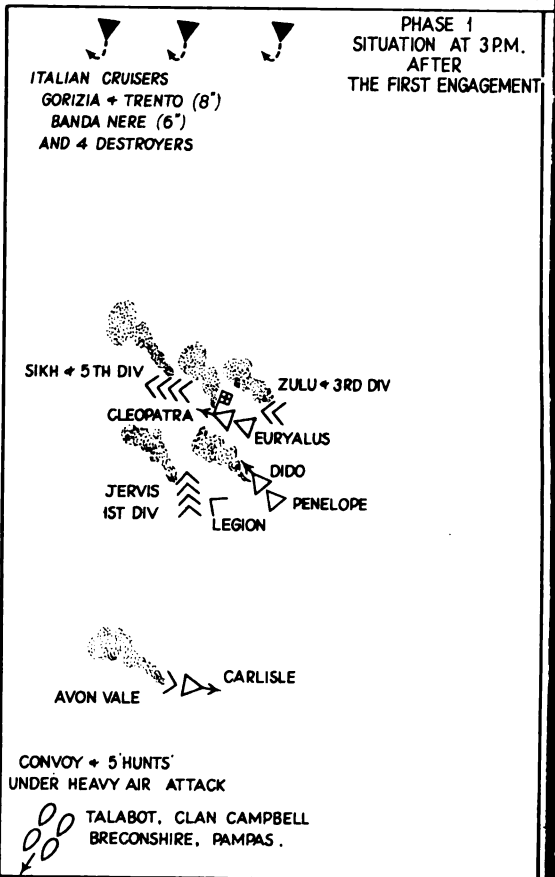 PHASE 1
SITUATION AT 3 P.M.
AFTER
THE FIRST ENGAGEMENT
ITALIAN CRUISERS
GORIZIA & TRENTO (8")
BANDA NERE (6")
AND 4 DESTROYERS
SIKH & 5TH DIV
ZULU & 3RD DIV
CLEOPATRA
EURYALUS
DIDO
JERVIS
1ST DIV
PENELOPE
LEGION
CARLISLE
AVON VALE
CONVOY & 5 'HUNTS'
UNDER HEAVY AIR ATTACK
TALABOT, CLAN CAMPBELL
BRECONSHIRE, PAMPAS.